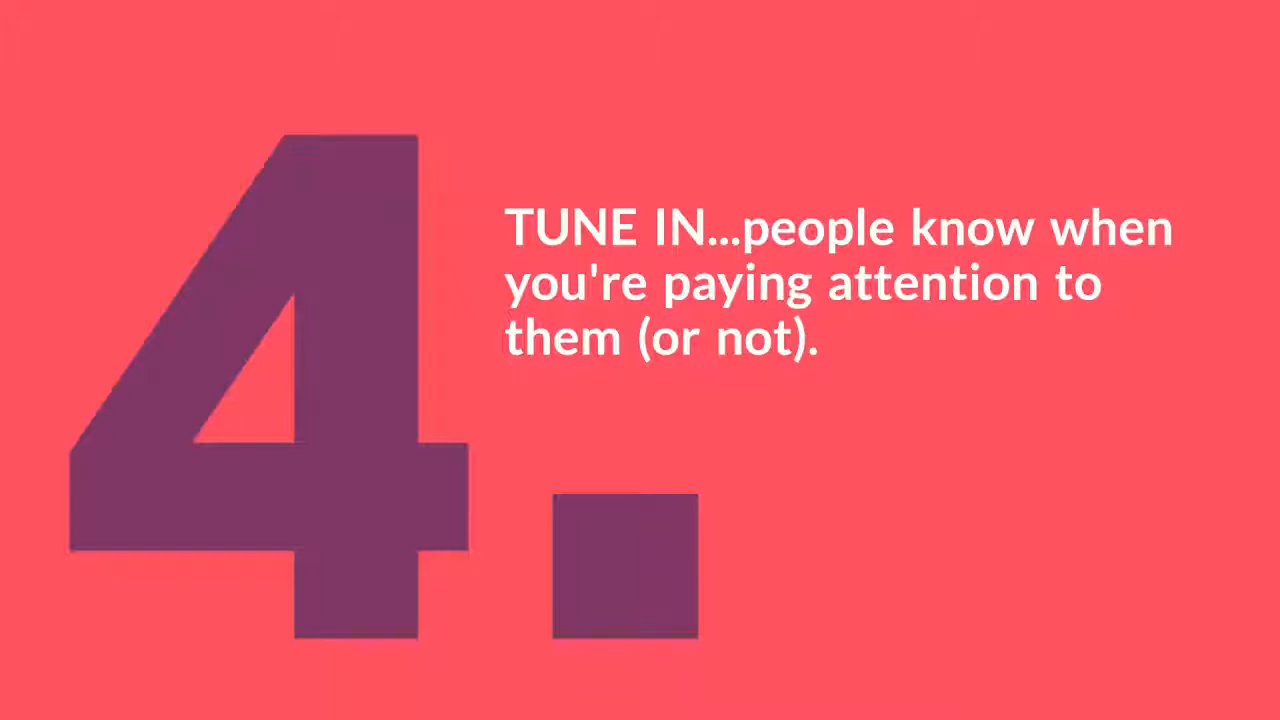 4.
TUNE IN...people know when
you're paying attention to
them (or not).